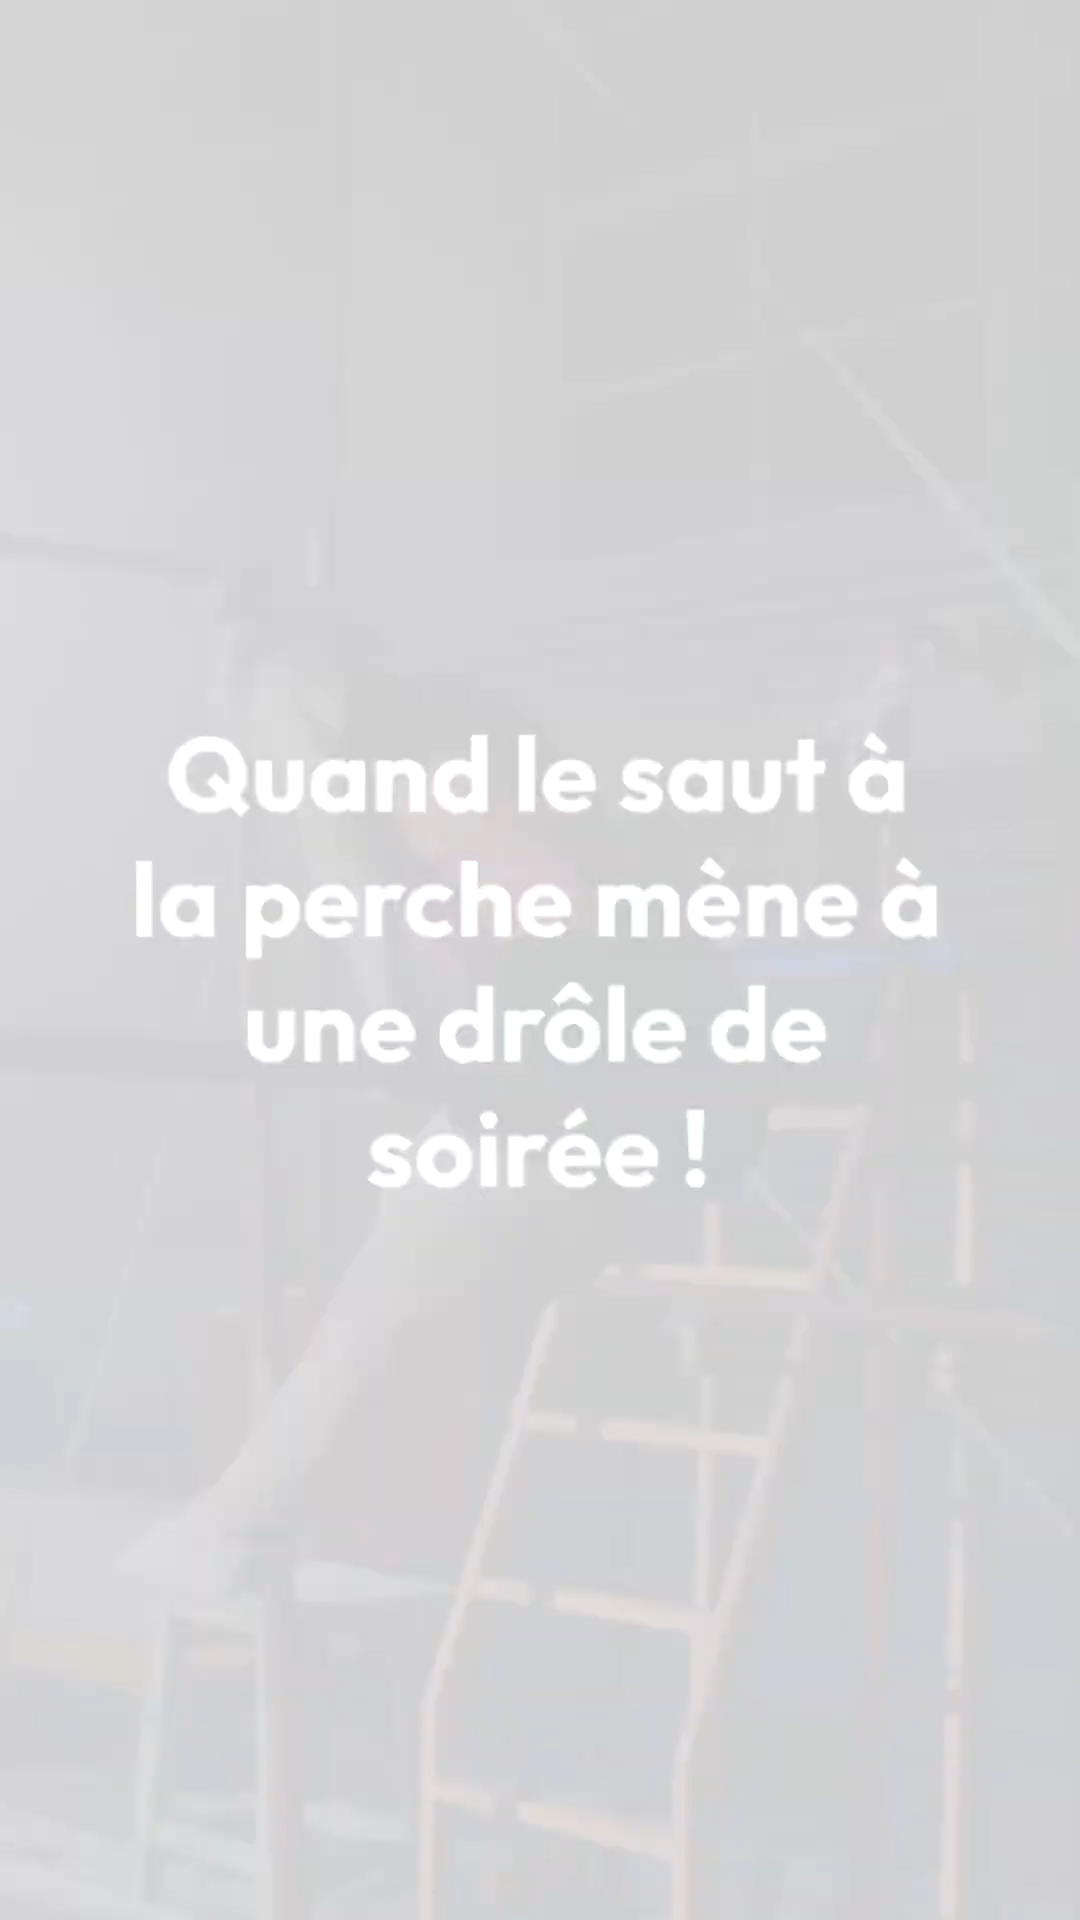 Quand le saut à
la perche mène à
une drôle de
soirée !